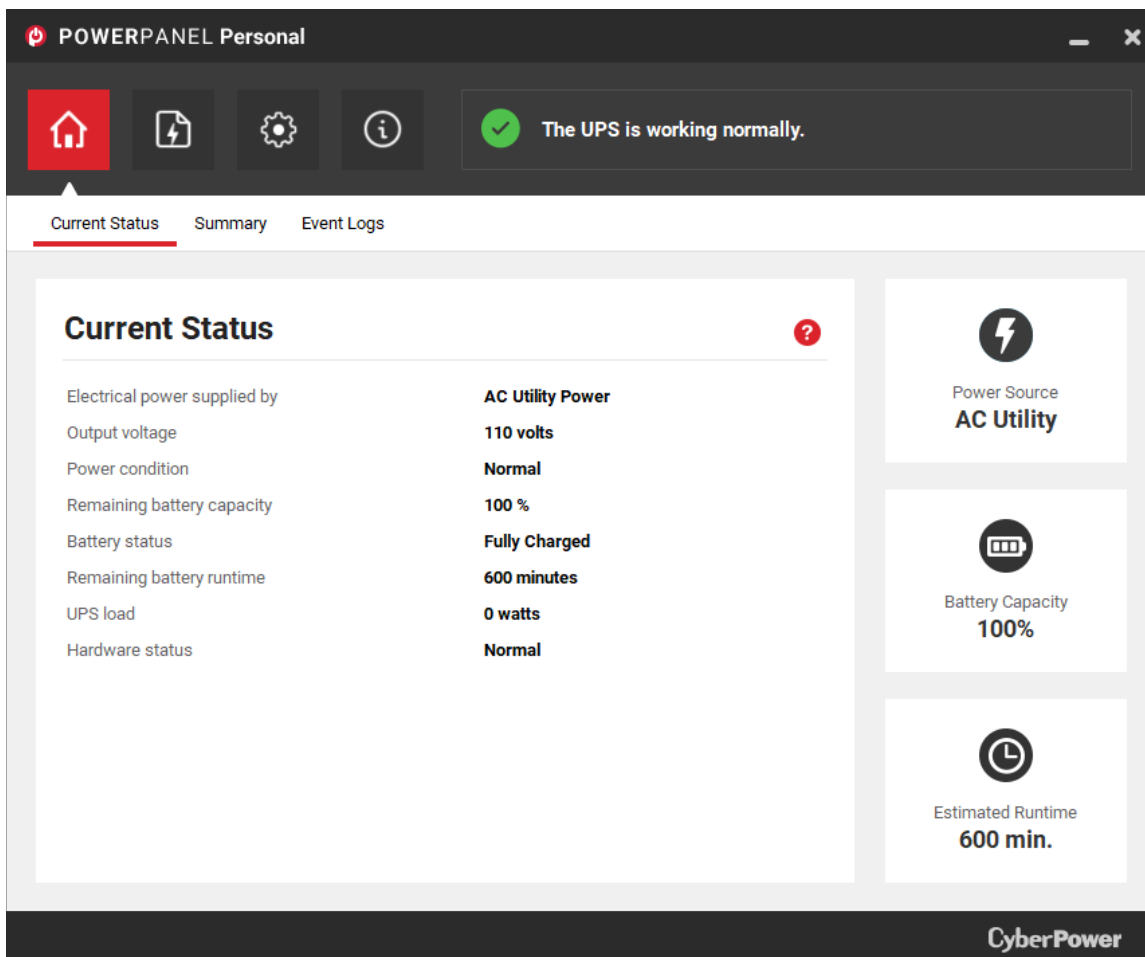 POWERPANEL Personal
The UPS is working normally.
Current Status Summary Event Logs
Current Status
?
Electrical power supplied by AC Utility Power
Output voltage 110 volts
Power condition Normal
Remaining battery capacity 100 %
Battery status Fully Charged
Remaining battery runtime 600 minutes
UPS load 0 watts
Hardware status Normal
Power Source
AC Utility
Battery Capacity
100%
Estimated Runtime
600 min.
CyberPower